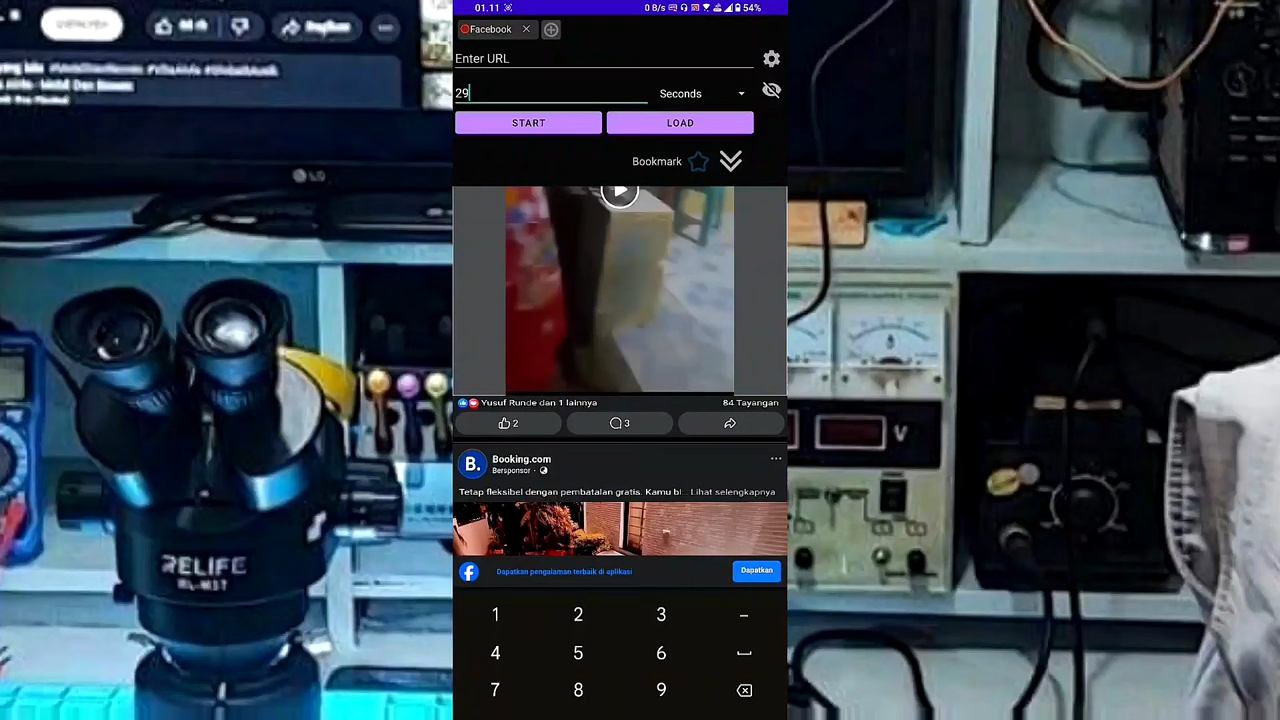 01.11 0 B/s 54%
Facebook
Enter URL
29 Seconds
START LOAD
Bookmark
Yusuf Runde dan 1 lainnya 84 Tayangan
2 3
B. Booking.com
Bersponsor
Tetap fleksibel dengan pembatalan gratis. Kamu bi... Lihat selengkapnya
Dapatkan pengalaman terbaik di aplikasi Dapatkan
1 2 3 –
4 5 6
7 8 9
LG
RELIFE
V